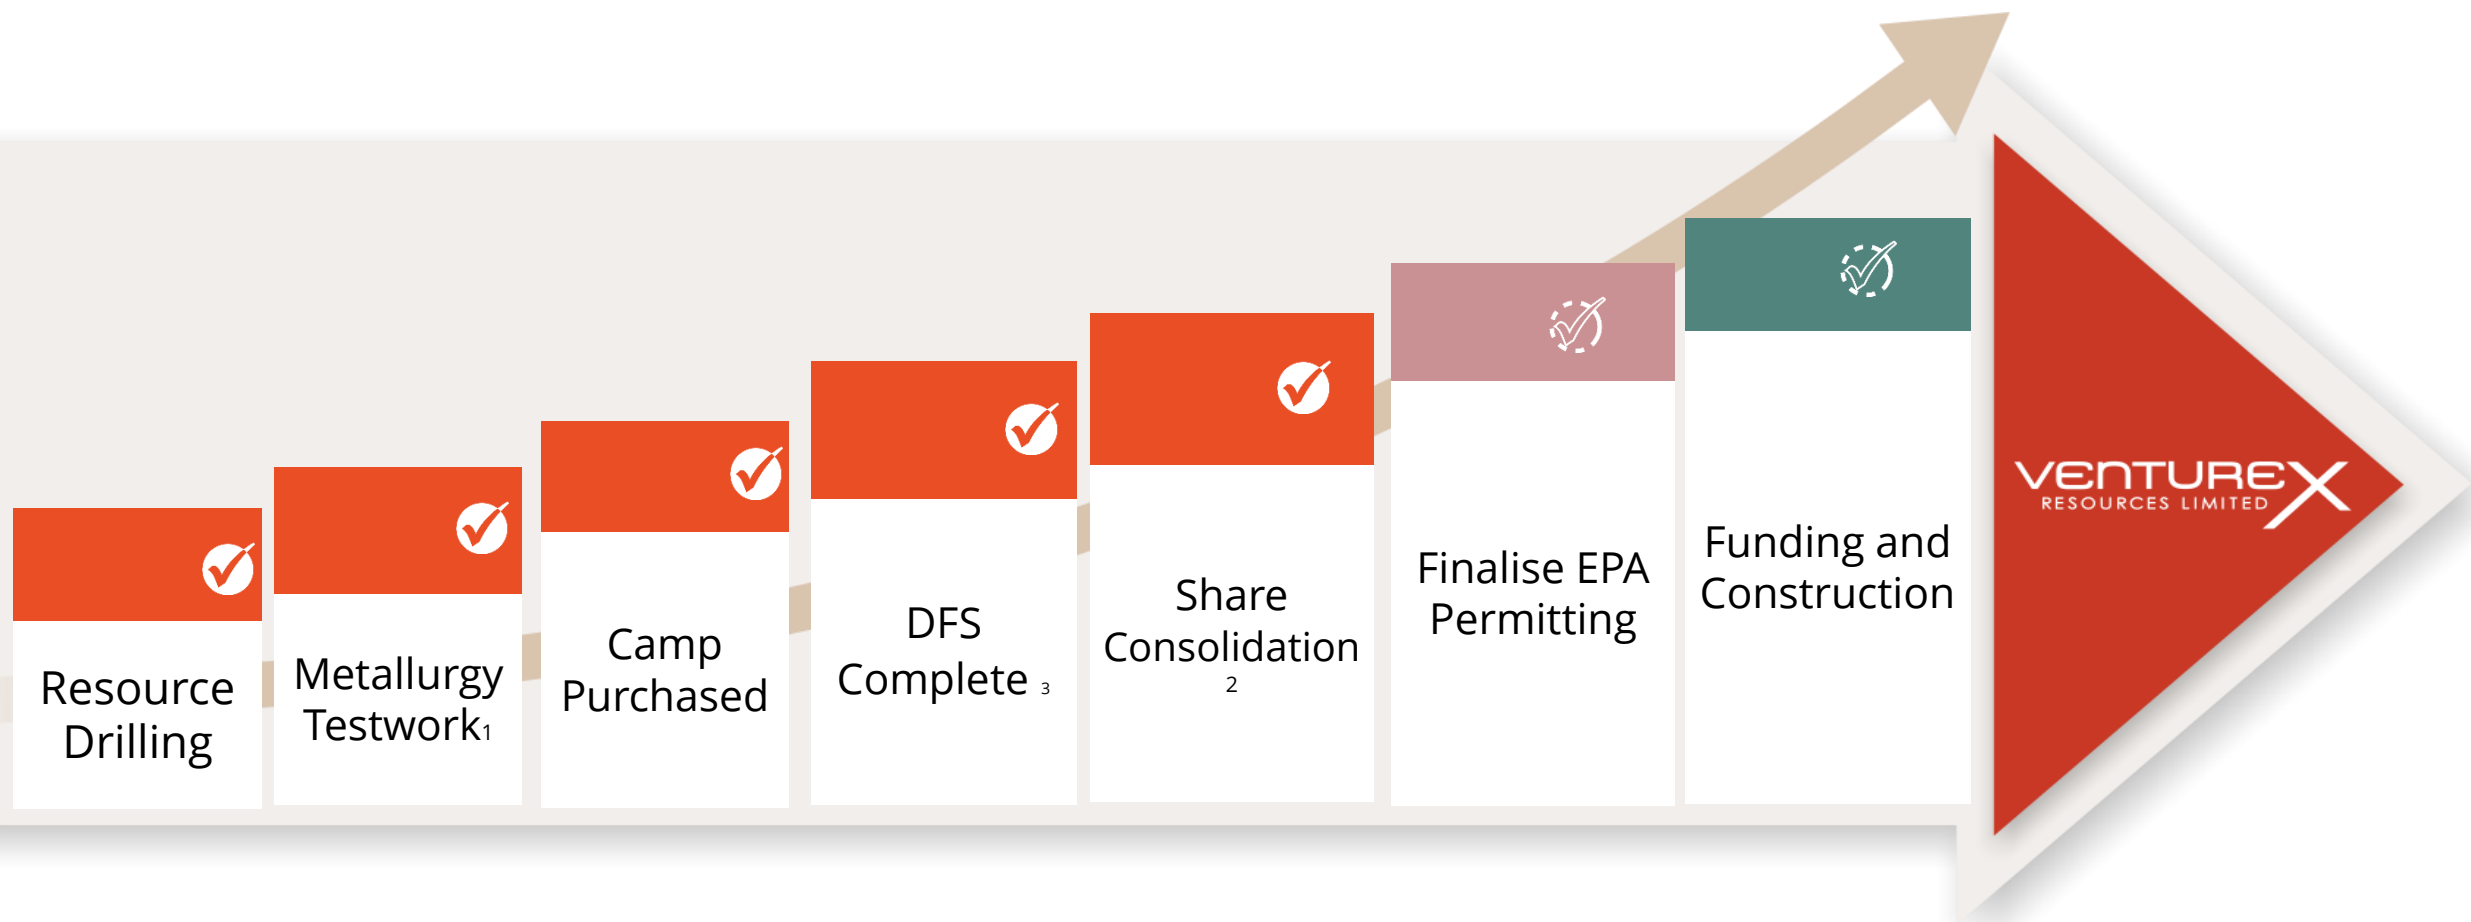 Resource
Drilling
Metallurgy
Testwork1
Camp
Purchased
DFS
Complete 3
Share
Consolidation
2
Finalise EPA
Permitting
Funding and
Construction
VENTUREX
RESOURCES LIMITED